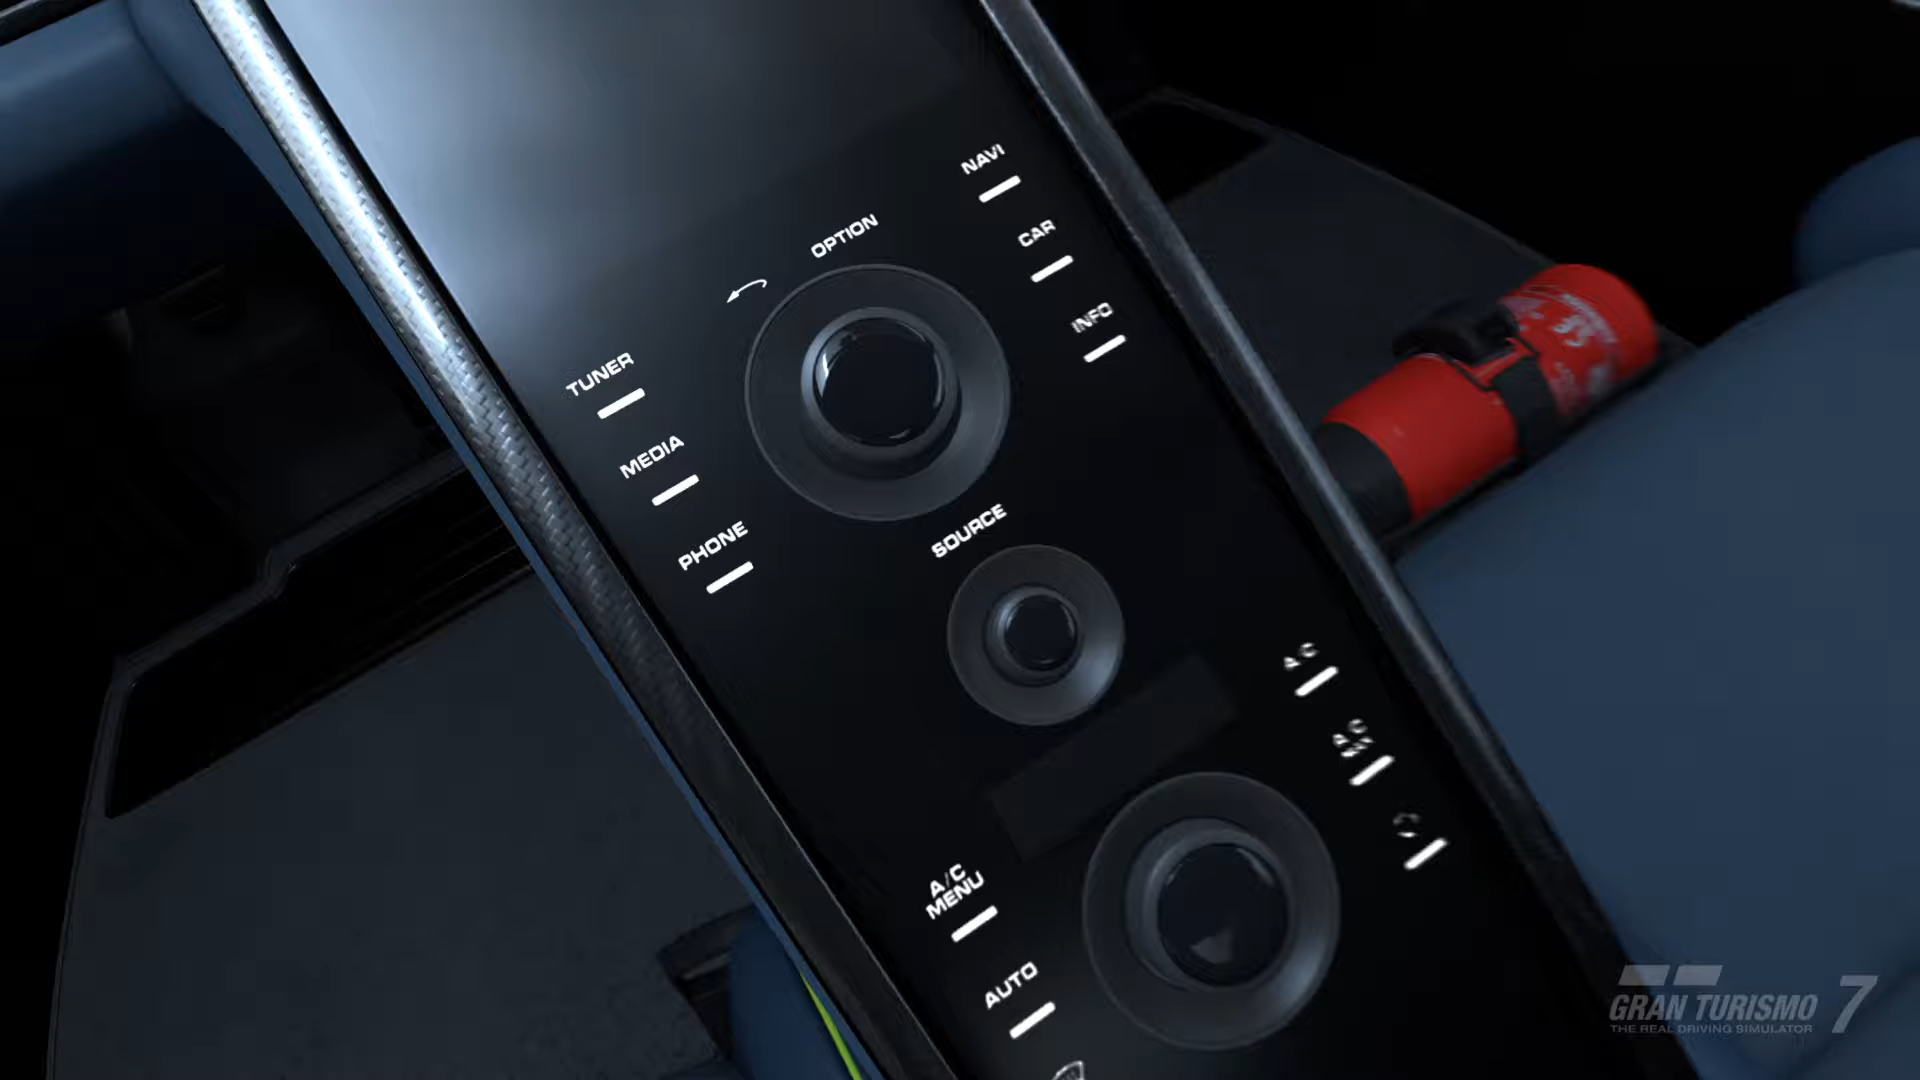 NAVI
OPTION
CAR
INFO
TUNER
MEDIA
PHONE
SOURCE
A/C
MENU
AUTO
GRAN TURISMO 7
THE REAL DRIVING SIMULATOR